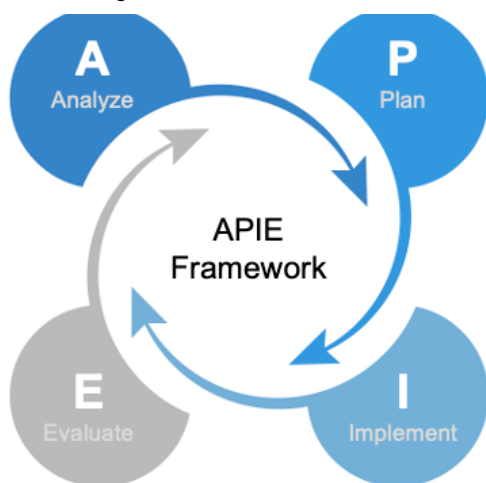 A
Analyze
P
Plan
APIE
Framework
E
Evaluate
I
Implement